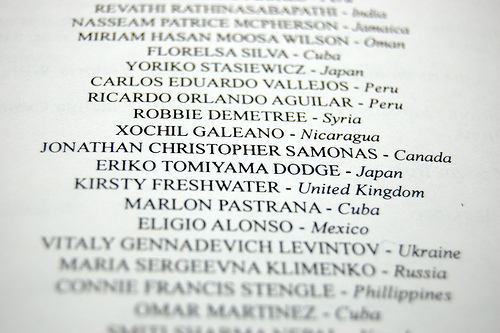 REVATHI RATHINASABAPATHI - India
NASSEEM PATRICE MCPHERSON - Jamaica
MIRIAM HASAN MOOSA WILSON - Oman
FLORELSA SILVA - Cuba
YORIKO STASIEWICZ - Japan
CARLOS EDUARDO VALLEJOS - Peru
RICARDO ORLANDO AGUILAR - Peru
ROBBIE DEMETREE - Syria
XOCHIL GALEANO - Nicaragua
JONATHAN CHRISTOPHER SAMONAS - Canada
ERIKO TOMIYAMA DODGE - Japan
KIRSTY FRESHWATER - United Kingdom
MARLON PASTRANA - Cuba
ELIGIO ALONSO - Mexico
VITALY GENNADEVICH LEVINTOV - Ukraine
MARIA SERGEEVNA KLIMENKO - Russia
CONNIE FRANCIS STENGLE - Phillippines
OMAR MARTINEZ - Cuba
SMITI SHARMA